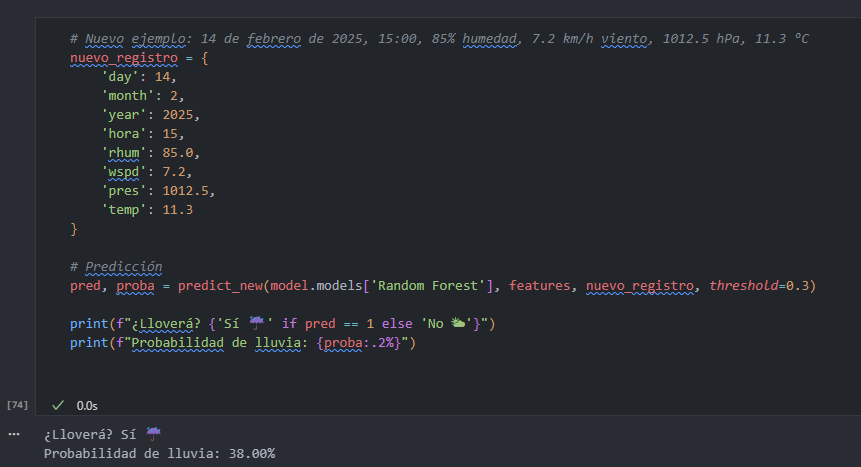 # Nuevo ejemplo: 14 de febrero de 2025, 15:00, 85% humedad, 7.2 km/h viento, 1012.5 hPa, 11.3 ºC
nuevo_registro = {
    'day': 14,
    'month': 2,
    'year': 2025,
    'hora': 15,
    'rhum': 85.0,
    'wspd': 7.2,
    'pres': 1012.5,
    'temp': 11.3
}
# Predicción
pred, proba = predict_new(model.models['Random Forest'], features, nuevo_registro, threshold=0.3)
print(f"¿Lloverá? {'Sí ☔' if pred == 1 else 'No 🌥'}")
print(f"Probabilidad de lluvia: {proba:.2%}")
[74] ✓ 0.0s
··· ¿Lloverá? Sí ☔
Probabilidad de lluvia: 38.00%